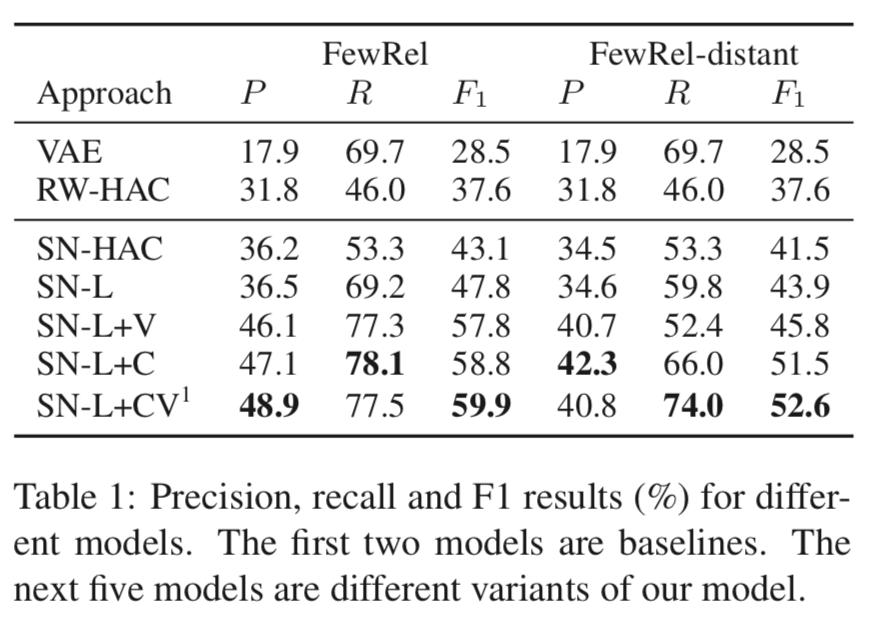 FewRel FewRel-distant
Approach P R F1 P R F1
VAE 17.9 69.7 28.5 17.9 69.7 28.5
RW-HAC 31.8 46.0 37.6 31.8 46.0 37.6
SN-HAC 36.2 53.3 43.1 34.5 53.3 41.5
SN-L 36.5 69.2 47.8 34.6 59.8 43.9
SN-L+V 46.1 77.3 57.8 40.7 52.4 45.8
SN-L+C 47.1 78.1 58.8 42.3 66.0 51.5
SN-L+CV1 48.9 77.5 59.9 40.8 74.0 52.6
Table 1: Precision, recall and F1 results (%) for differ-
ent models. The first two models are baselines. The
next five models are different variants of our model.